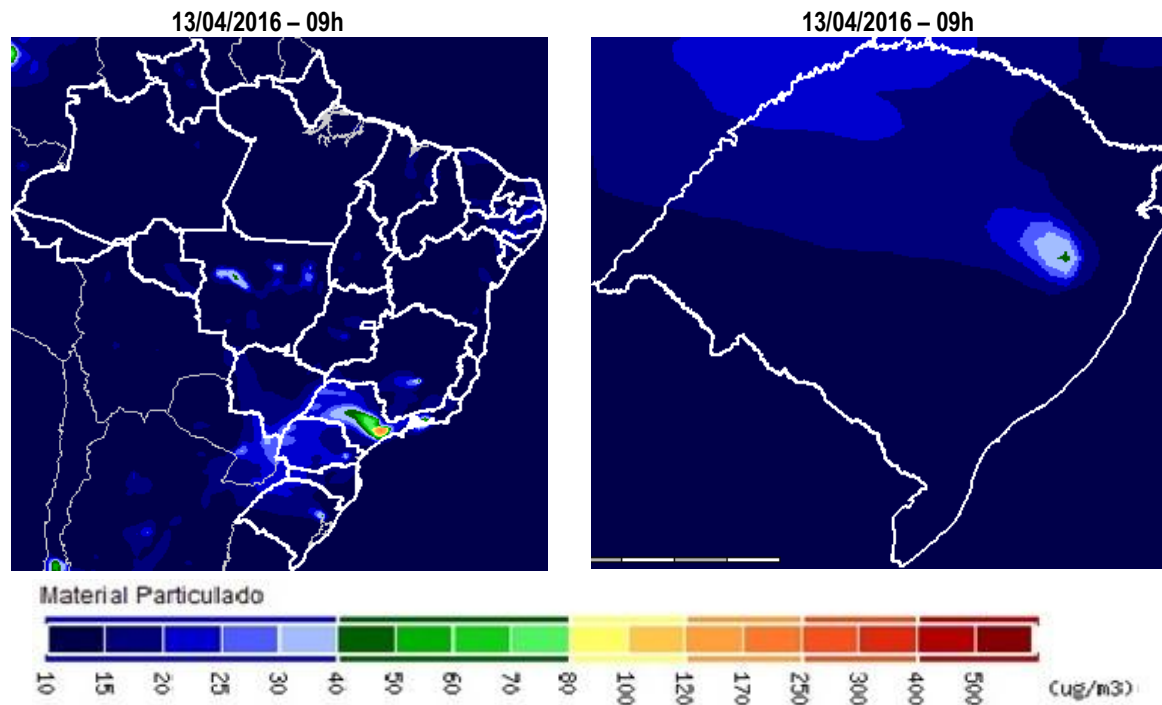 13/04/2016 – 09h
13/04/2016 – 09h
Material Particulado
10 15 20 25 30 40 50 60 70 80 100 120 170 250 300 400 500 (ug/m3)